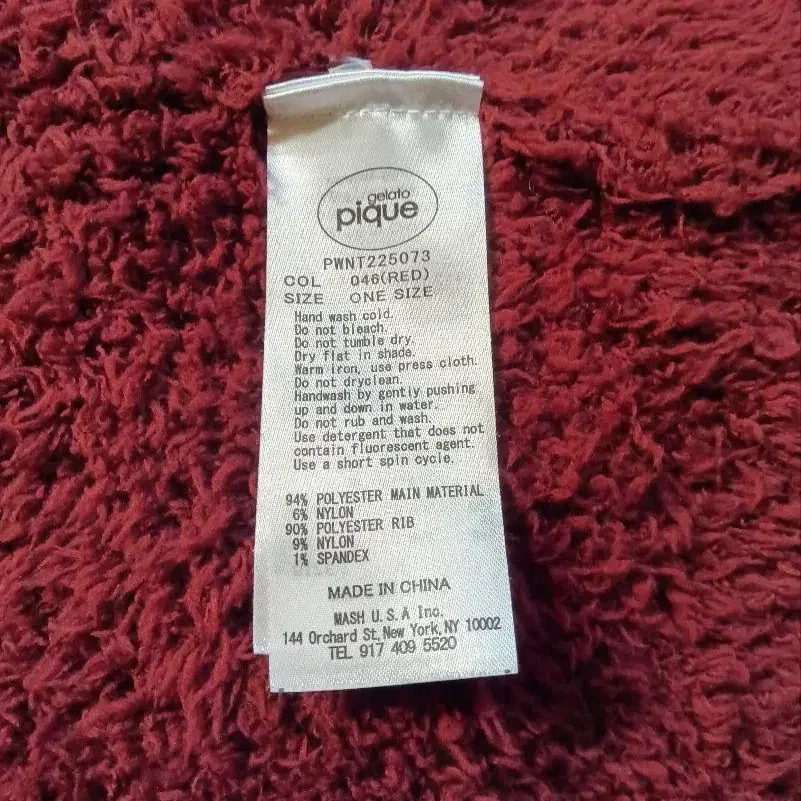 gelato
pique
PWNT225073
COL 046(RED)
SIZE ONE SIZE
Hand wash cold.
Do not bleach.
Do not tumble dry.
Dry flat in shade.
Warm iron, use press cloth.
Do not dryclean.
Handwash by gently pushing
up and down in water.
Do not rub and wash.
Use detergent that does not
contain fluorescent agent.
Use a short spin cycle.
94% POLYESTER MAIN MATERIAL
6% NYLON
90% POLYESTER RIB
9% NYLON
1% SPANDEX
MADE IN CHINA
MASH U.S.A Inc.
144 Orchard St, New York, NY 10002
TEL 917 409 5520